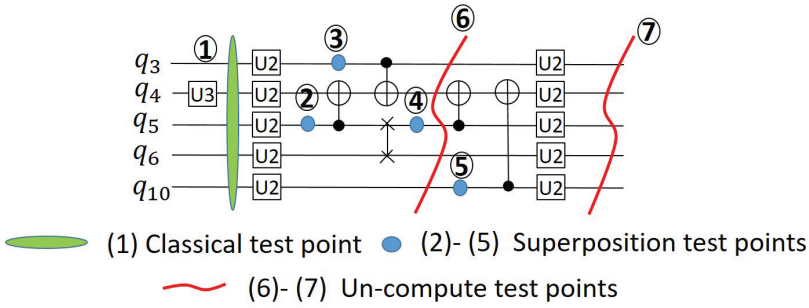 ⑥
③ ⑦
①
q₃ U2 U2
② ④
q₄ U3 U2 U2
q₅ U2 U2
q₆ U2 U2
⑤
q₁₀ U2 U2
(1) Classical test point (2)- (5) Superposition test points
(6)- (7) Un-compute test points